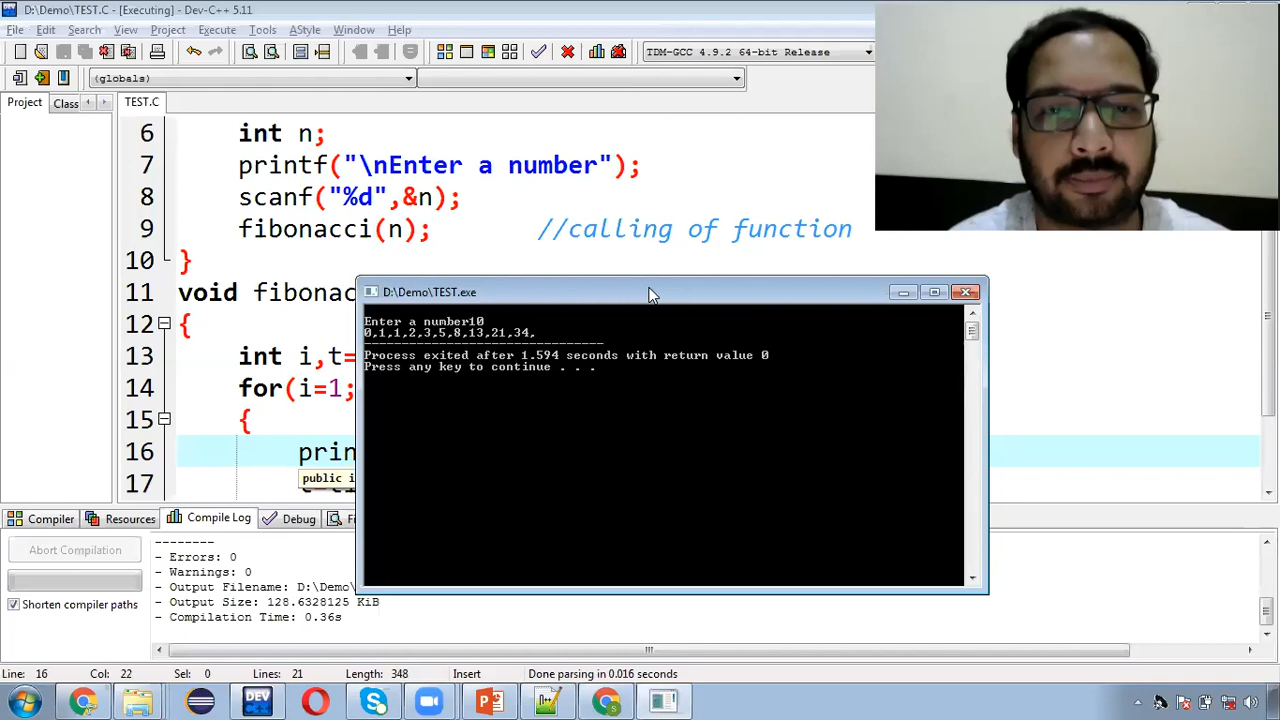 D:\Demo\TEST.C - [Executing] - Dev-C++ 5.11
File Edit Search View Project Execute Tools AStyle Window Help
TDM-GCC 4.9.2 64-bit Release
(globals)
Project Class TEST.C
6 int n;
7 printf("\nEnter a number");
8 scanf("%d",&n);
9 fibonacci(n); //calling of function
10 }
11 void fibonac
12 {
13 int i,t=
14 for(i=1;
15 {
16 prin
public i
17
D:\Demo\TEST.exe
Enter a number10
0,1,1,2,3,5,8,13,21,34,
--------------------------------
Process exited after 1.594 seconds with return value 0
Press any key to continue . . .
Compiler Resources Compile Log Debug Fi
Abort Compilation
Shorten compiler paths
--------
- Errors: 0
- Warnings: 0
- Output Filename: D:\Demo\
- Output Size: 128.6328125 KiB
- Compilation Time: 0.36s
Line: 16 Col: 22 Sel: 0 Lines: 21 Length: 348 Insert Done parsing in 0.016 seconds
DEV C++